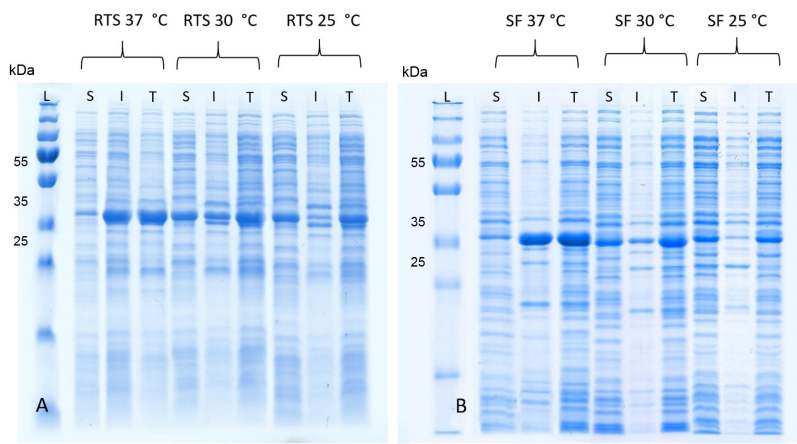 RTS 37 °C RTS 30 °C RTS 25 °C
kDa
L S I T S I T S I T
55
35
25
A
SF 37 °C SF 30 °C SF 25 °C
kDa
L S I T S I T S I T
55
35
25
B